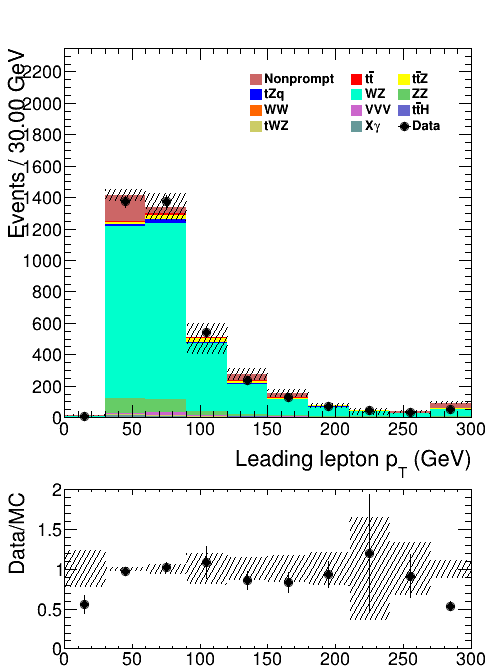 Events / 30.00 GeV
2200
2000
1800
1600
1400
1200
1000
800
600
400
200
0
Nonprompt tt̄ tt̄Z
tZq WZ ZZ
WW VVV tt̄H
tWZ Xγ Data
0 50 100 150 200 250 300
Leading lepton p_T (GeV)
Data/MC
2
1.5
1
0.5
0
0 50 100 150 200 250 300